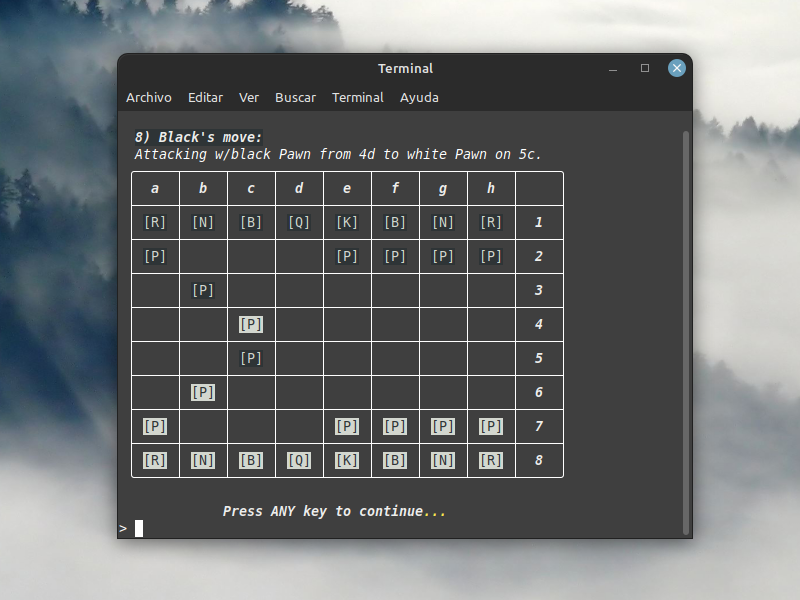 Terminal
Archivo Editar Ver Buscar Terminal Ayuda
8) Black's move:
Attacking w/black Pawn from 4d to white Pawn on 5c.
a b c d e f g h
[R] [N] [B] [Q] [K] [B] [N] [R] 1
[P] [P] [P] [P] [P] 2
[P] 3
[P] 4
[P] 5
[P] 6
[P] [P] [P] [P] [P] 7
[R] [N] [B] [Q] [K] [B] [N] [R] 8
Press ANY key to continue...
>